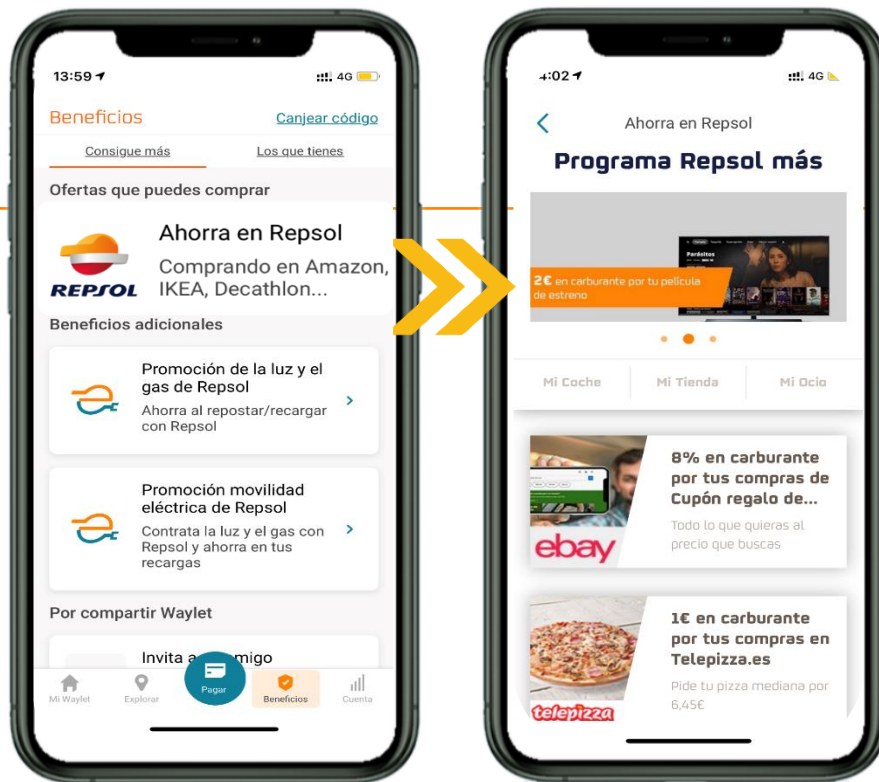 13:59
4G
Beneficios
Canjear código
Consigue más
Los que tienes
Ofertas que puedes comprar
REPSOL
Ahorra en Repsol
Comprando en Amazon,
IKEA, Decathlon...
Beneficios adicionales
Promoción de la luz y el
gas de Repsol
Ahorra al repostar/recargar
con Repsol
Promoción movilidad
eléctrica de Repsol
Contrata la luz y el gas con
Repsol y ahorra en tus
recargas
Por compartir Waylet
Invita a migo
Mi Waylet
Explorar
Pagar
Beneficios
Cuenta
4:02
4G
Ahorra en Repsol
Programa Repsol más
Parásitos
2€ en carburante por tu película
de estreno
Mi Coche
Mi Tienda
Mi Ocio
ebay
8% en carburante
por tus compras de
Cupón regalo de...
Todo lo que quieras al
precio que buscas
telepizza
1€ en carburante
por tus compras en
Telepizza.es
Pide tu pizza mediana por
6,45€